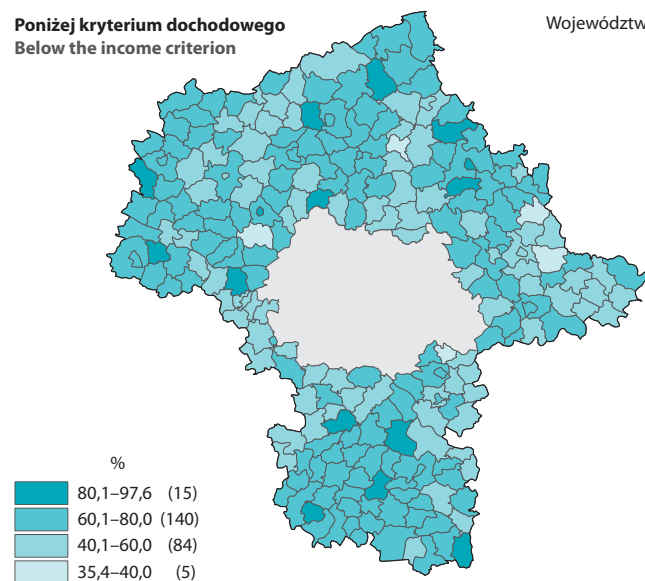 Poniżej kryterium dochodowego
Below the income criterion
Województw
%
80,1–97,6 (15)
60,1–80,0 (140)
40,1–60,0 (84)
35,4–40,0 (5)